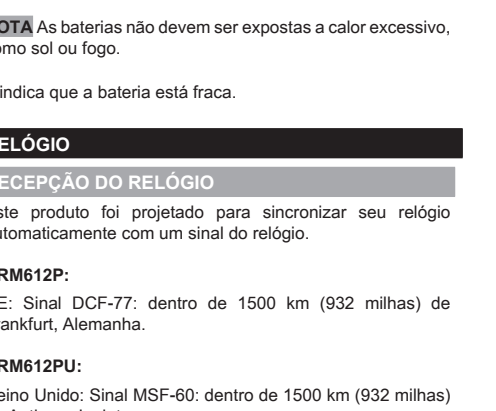 OTA As baterias não devem ser expostas a calor excessivo,
omo sol ou fogo.
indica que a bateria está fraca.
ELÓGIO
ECEPÇÃO DO RELÓGIO
ste produto foi projetado para sincronizar seu relógio
utomaticamente com um sinal do relógio.
RM612P:
E: Sinal DCF-77: dentro de 1500 km (932 milhas) de
rankfurt, Alemanha.
RM612PU:
eino Unido: Sinal MSF-60: dentro de 1500 km (932 milhas)